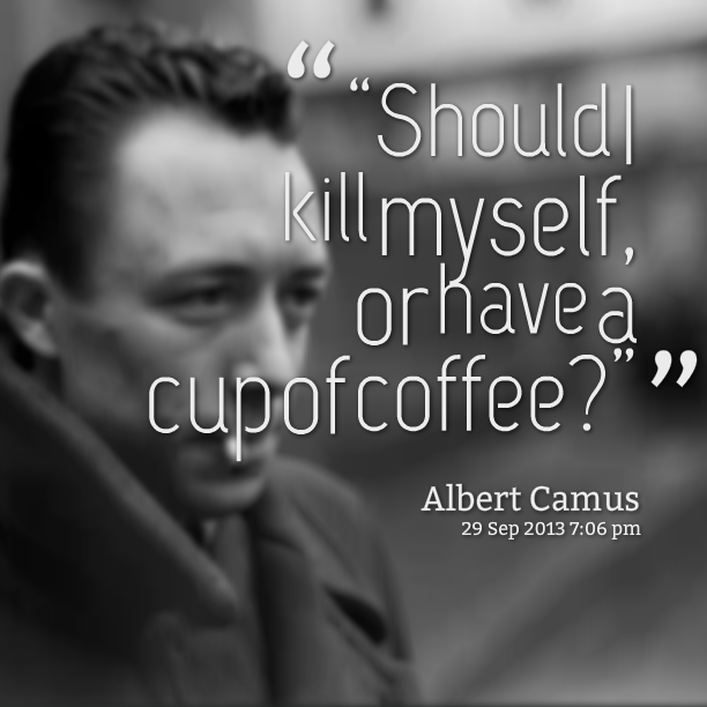 “
“Should I
kill myself,
or have a
cup of coffee?”
”
Albert Camus
29 Sep 2013 7:06 pm